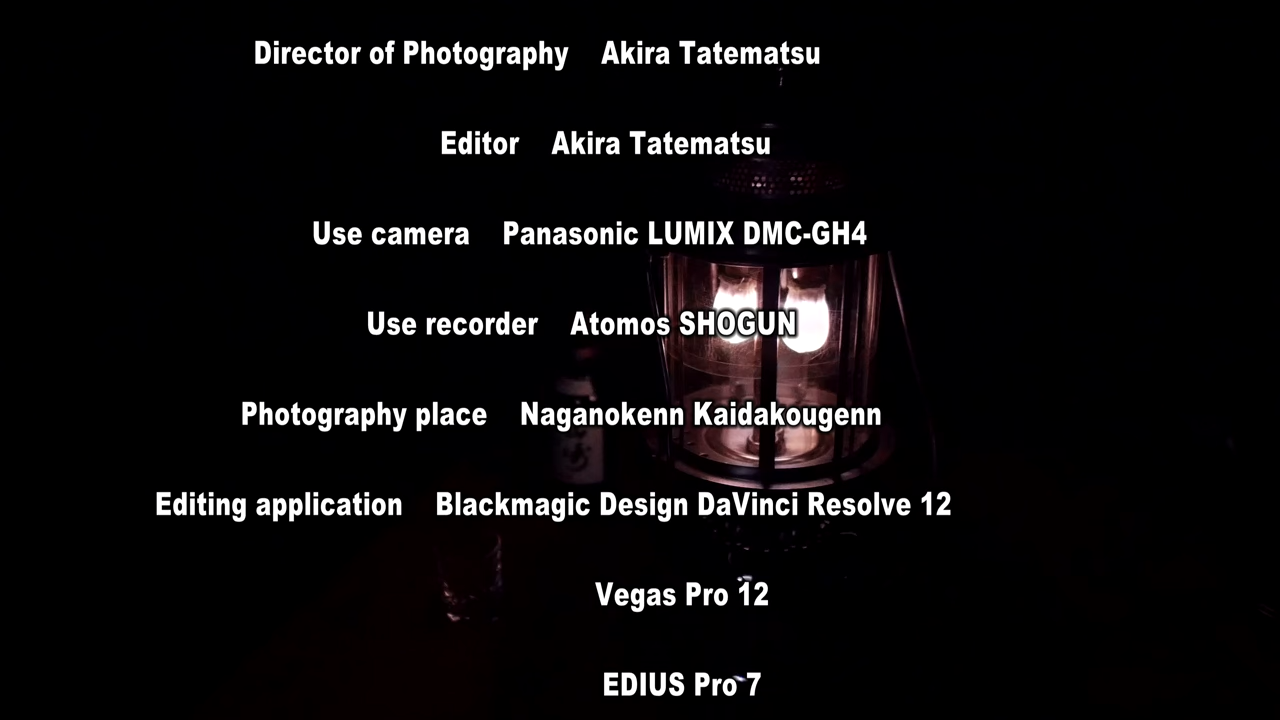 Director of Photography Akira Tatematsu
Editor Akira Tatematsu
Use camera Panasonic LUMIX DMC-GH4
Use recorder Atomos SHOGUN
Photography place Naganokenn Kaidakougenn
Editing application Blackmagic Design DaVinci Resolve 12
Vegas Pro 12
EDIUS Pro 7